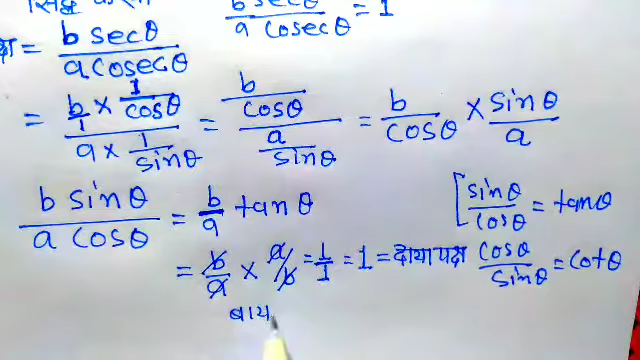 सिद्ध
b secθ / a cosecθ = 1
= b secθ / a cosecθ
= (b/1 × 1/cosθ) / (a × 1/sinθ) = (b/cosθ) / (a/sinθ) = b/cosθ × sinθ/a
b sinθ / a cosθ = b/a tanθ [sinθ/cosθ = tanθ
= b/a × a/b = 1/1 = 1 = दाया पक्ष cosθ/sinθ = cotθ
बाय